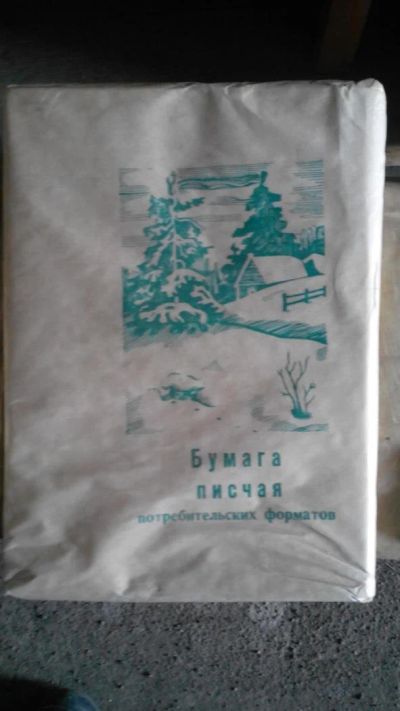 Бумага
писчая
потребительских форматов